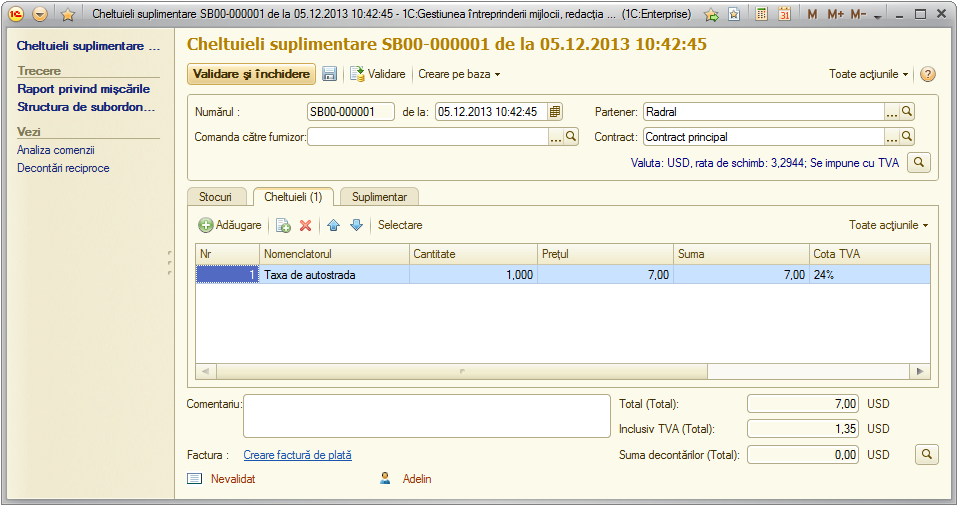 Cheltuieli suplimentare SB00-000001 de la 05.12.2013 10:42:45 - 1C:Gestiunea întreprinderii mijlocii, redacția ... (1C:Enterprise)
M M+ M-
Cheltuieli suplimentare ...
Trecere
Raport privind mișcările
Structura de subordon...
Vezi
Analiza comenzii
Decontări reciproce
Cheltuieli suplimentare SB00-000001 de la 05.12.2013 10:42:45
Validare și închidere Validare Creare pe baza Toate acțiunile
Numărul : SB00-000001 de la: 05.12.2013 10:42:45 Partener: Radral ...
Comanda către furnizor: ... Contract: Contract principal ...
Valuta: USD, rata de schimb: 3,2944; Se impune cu TVA
Stocuri Cheltuieli (1) Suplimentar
Adăugare Selectare Toate acțiunile
Nr Nomenclatorul Cantitate Prețul Suma Cota TVA
1 Taxa de autostrada 1,000 7,00 7,00 24%
Comentariu: Total (Total): 7,00 USD
Inclusiv TVA (Total): 1,35 USD
Factura : Creare factură de plată Suma decontărilor (Total): 0,00 USD
Nevalidat Adelin